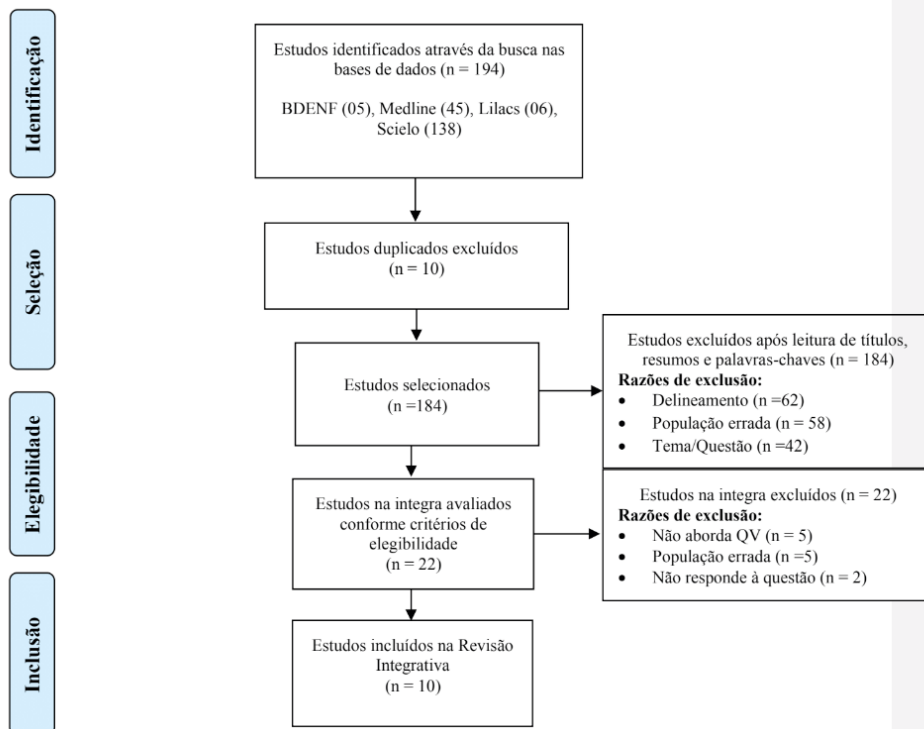 Identificação
Estudos identificados através da busca nas
bases de dados (n = 194)
BDENF (05), Medline (45), Lilacs (06),
Scielo (138)
Seleção
Estudos duplicados excluídos
(n = 10)
Estudos selecionados
(n =184)
Estudos excluídos após leitura de títulos,
resumos e palavras-chaves (n = 184)
Razões de exclusão:
• Delineamento (n =62)
• População errada (n = 58)
• Tema/Questão (n =42)
Elegibilidade
Estudos na integra avaliados
conforme critérios de
elegibilidade
(n = 22)
Estudos na integra excluídos (n = 22)
Razões de exclusão:
• Não aborda QV (n = 5)
• População errada (n =5)
• Não responde à questão (n = 2)
Inclusão
Estudos incluídos na Revisão
Integrativa
(n = 10)